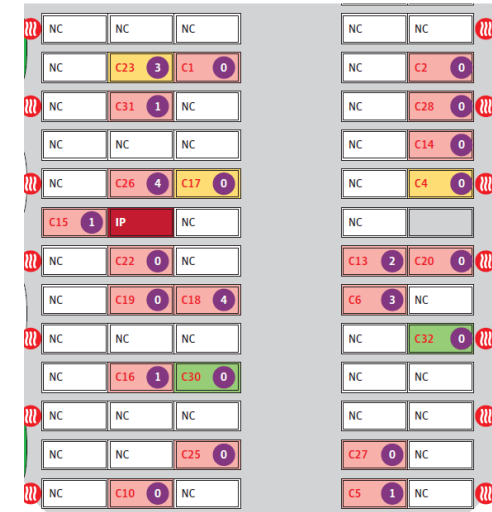 NC NC NC NC NC
NC C23 3 C1 0 NC C2 0
NC C31 1 NC NC C28 0
NC NC NC NC C14 0
NC C26 4 C17 0 NC C4 0
C15 1 IP NC NC
NC C22 0 NC C13 2 C20 0
NC C19 0 C18 4 C6 3 NC
NC NC NC NC C32 0
NC C16 1 C30 0 NC NC
NC NC NC NC NC
NC NC C25 0 C27 0 NC
NC C10 0 NC C5 1 NC